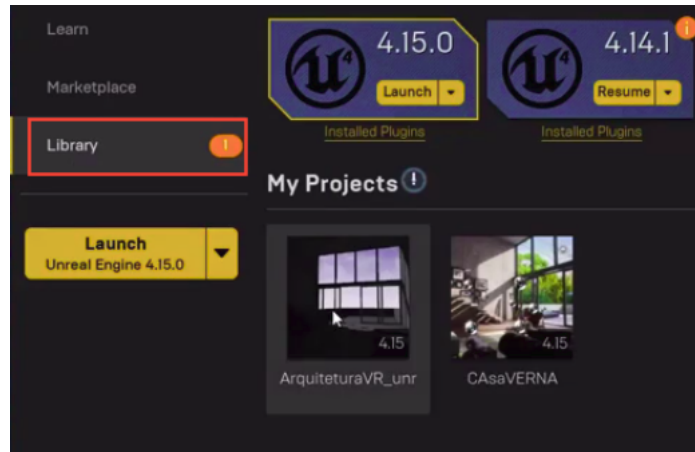 Learn
Marketplace
Library
Launch
Unreal Engine 4.15.0
4.15.0
Launch
Installed Plugins
4.14.1
Resume
Installed Plugins
My Projects
4.15
ArquiteturaVR_unr
4.15
CAsaVERNA